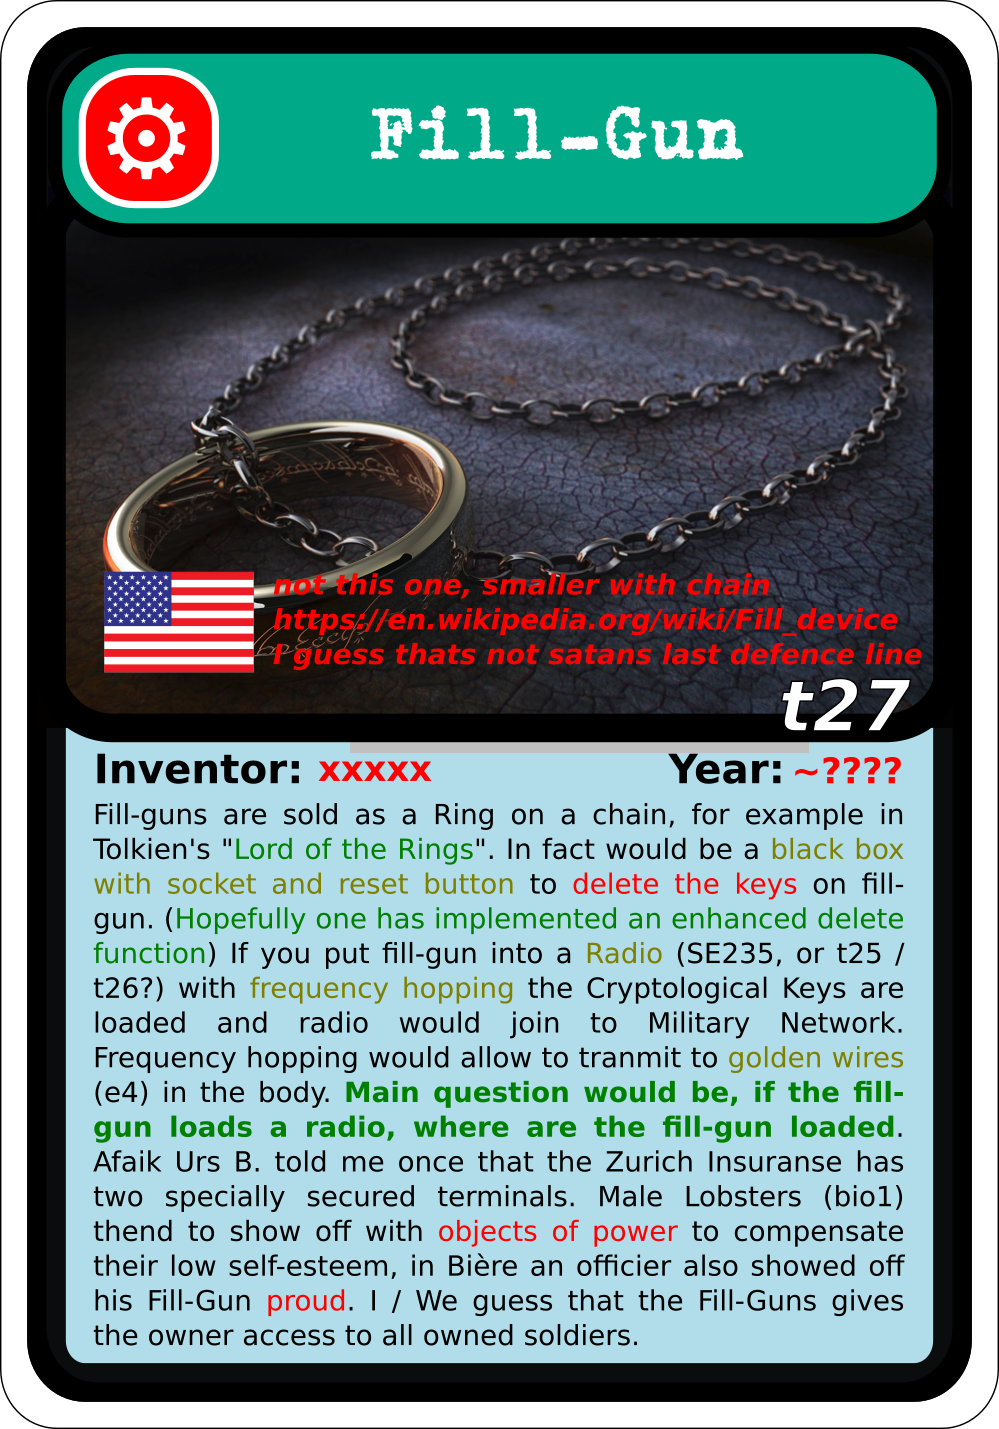 Fill-Gun
not this one, smaller with chain
https://en.wikipedia.org/wiki/Fill_device
I guess thats not satans last defence line
t27
Inventor: xxxxx Year: ~????
Fill-guns are sold as a Ring on a chain, for example in
Tolkien's "Lord of the Rings". In fact would be a black box
with socket and reset button to delete the keys on fill-
gun. (Hopefully one has implemented an enhanced delete
function) If you put fill-gun into a Radio (SE235, or t25 /
t26?) with frequency hopping the Cryptological Keys are
loaded and radio would join to Military Network.
Frequency hopping would allow to tranmit to golden wires
(e4) in the body. Main question would be, if the fill-
gun loads a radio, where are the fill-gun loaded.
Afaik Urs B. told me once that the Zurich Insuranse has
two specially secured terminals. Male Lobsters (bio1)
thend to show off with objects of power to compensate
their low self-esteem, in Bière an officier also showed off
his Fill-Gun proud. I / We guess that the Fill-Guns gives
the owner access to all owned soldiers.